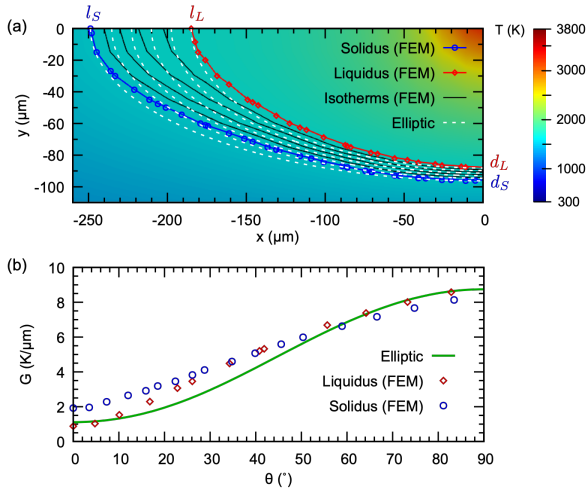 (a)
l_S
l_L
T (K)
0
-20
-40
-60
-80
-100
y (µm)
Solidus (FEM)
Liquidus (FEM)
Isotherms (FEM)
Elliptic
d_L
d_S
3800
3000
2000
1000
300
-250 -200 -150 -100 -50 0
x (µm)
(b)
10
8
6
4
2
0
G (K/µm)
Elliptic
Liquidus (FEM)
Solidus (FEM)
0 10 20 30 40 50 60 70 80 90
θ (°)